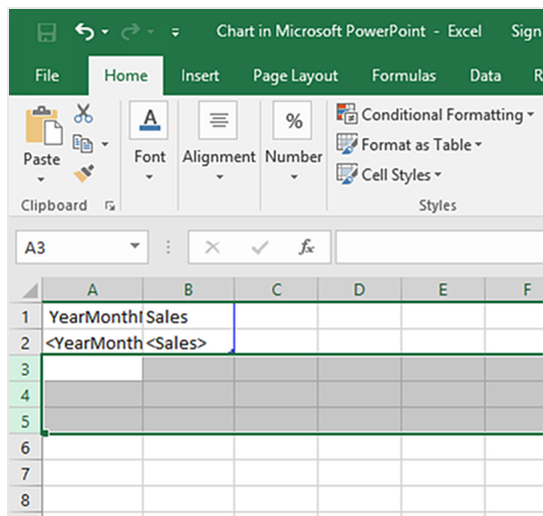 Chart in Microsoft PowerPoint - Excel Sign
File Home Insert Page Layout Formulas Data R
Paste
Font
Alignment
%
Number
Conditional Formatting
Format as Table
Cell Styles
Clipboard
Styles
A3
fx
A B C D E F
1 YearMonth Sales
2 <YearMonth <Sales>
3
4
5
6
7
8